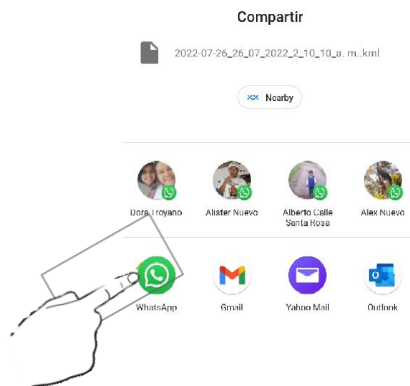 Compartir
2022-07-26_26_07_2022_2_10_10_a. m..kml
Nearby
Dora Troyano
Alister Nuevo
Alberto Calle
Santa Rosa
Alex Nuevo
WhatsApp
Gmail
Yahoo Mail
Outlook